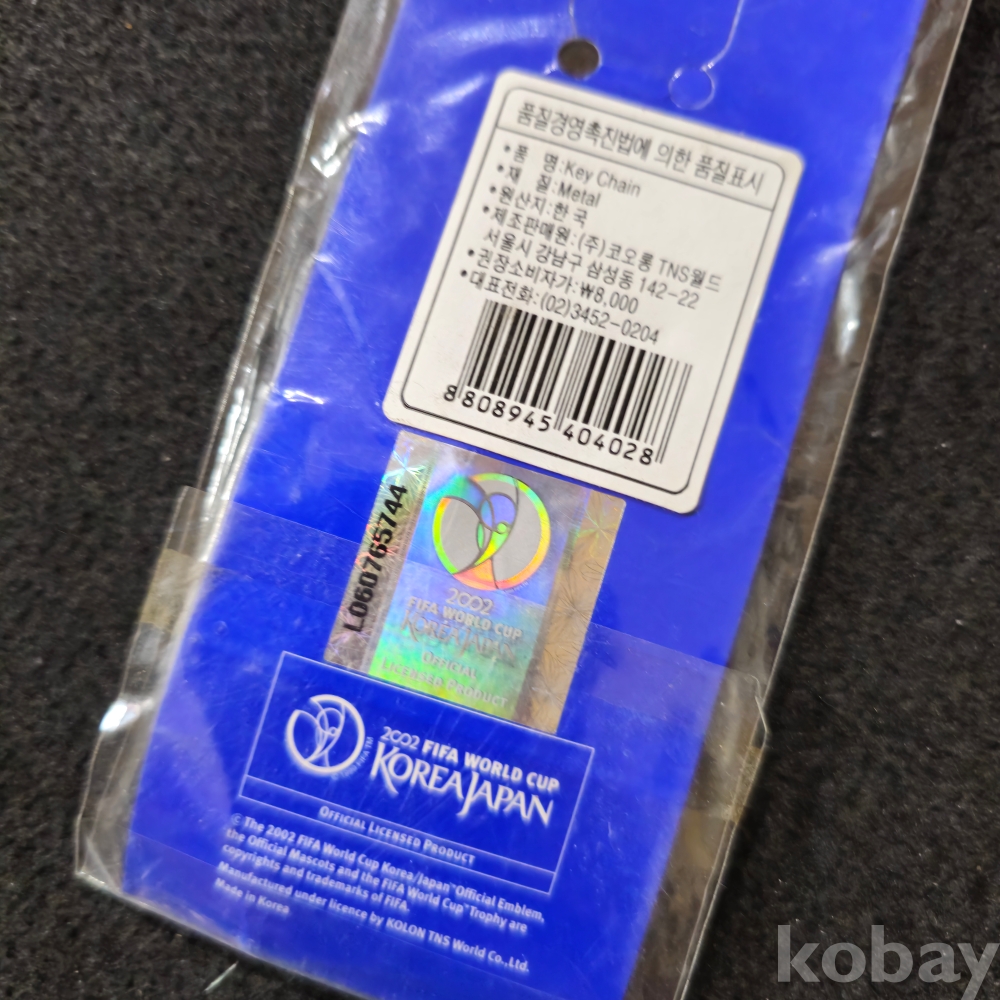 품질경영촉진법에 의한 품질표시
•품 명:Key Chain
•재 질:Metal
•원산지:한국
•제조판매원:(주)코오롱 TNS월드
서울시 강남구 삼성동 142-22
•권장소비자가:₩8,000
•대표전화:(02)3452-0204
8 808945 404028
L060765744
2002
FIFA WORLD CUP
KOREA JAPAN
OFFICIAL
LICENSED PRODUCT
2002 FIFA WORLD CUP
KOREA JAPAN
OFFICIAL LICENSED PRODUCT
© The 2002 FIFA World Cup Korea/Japan™ Official Emblem,
the Official Mascots and the FIFA World Cup™ Trophy are
copyrights and trademarks of FIFA.
Manufactured under licence by KOLON TNS World Co.,Ltd.
Made in Korea
kobay